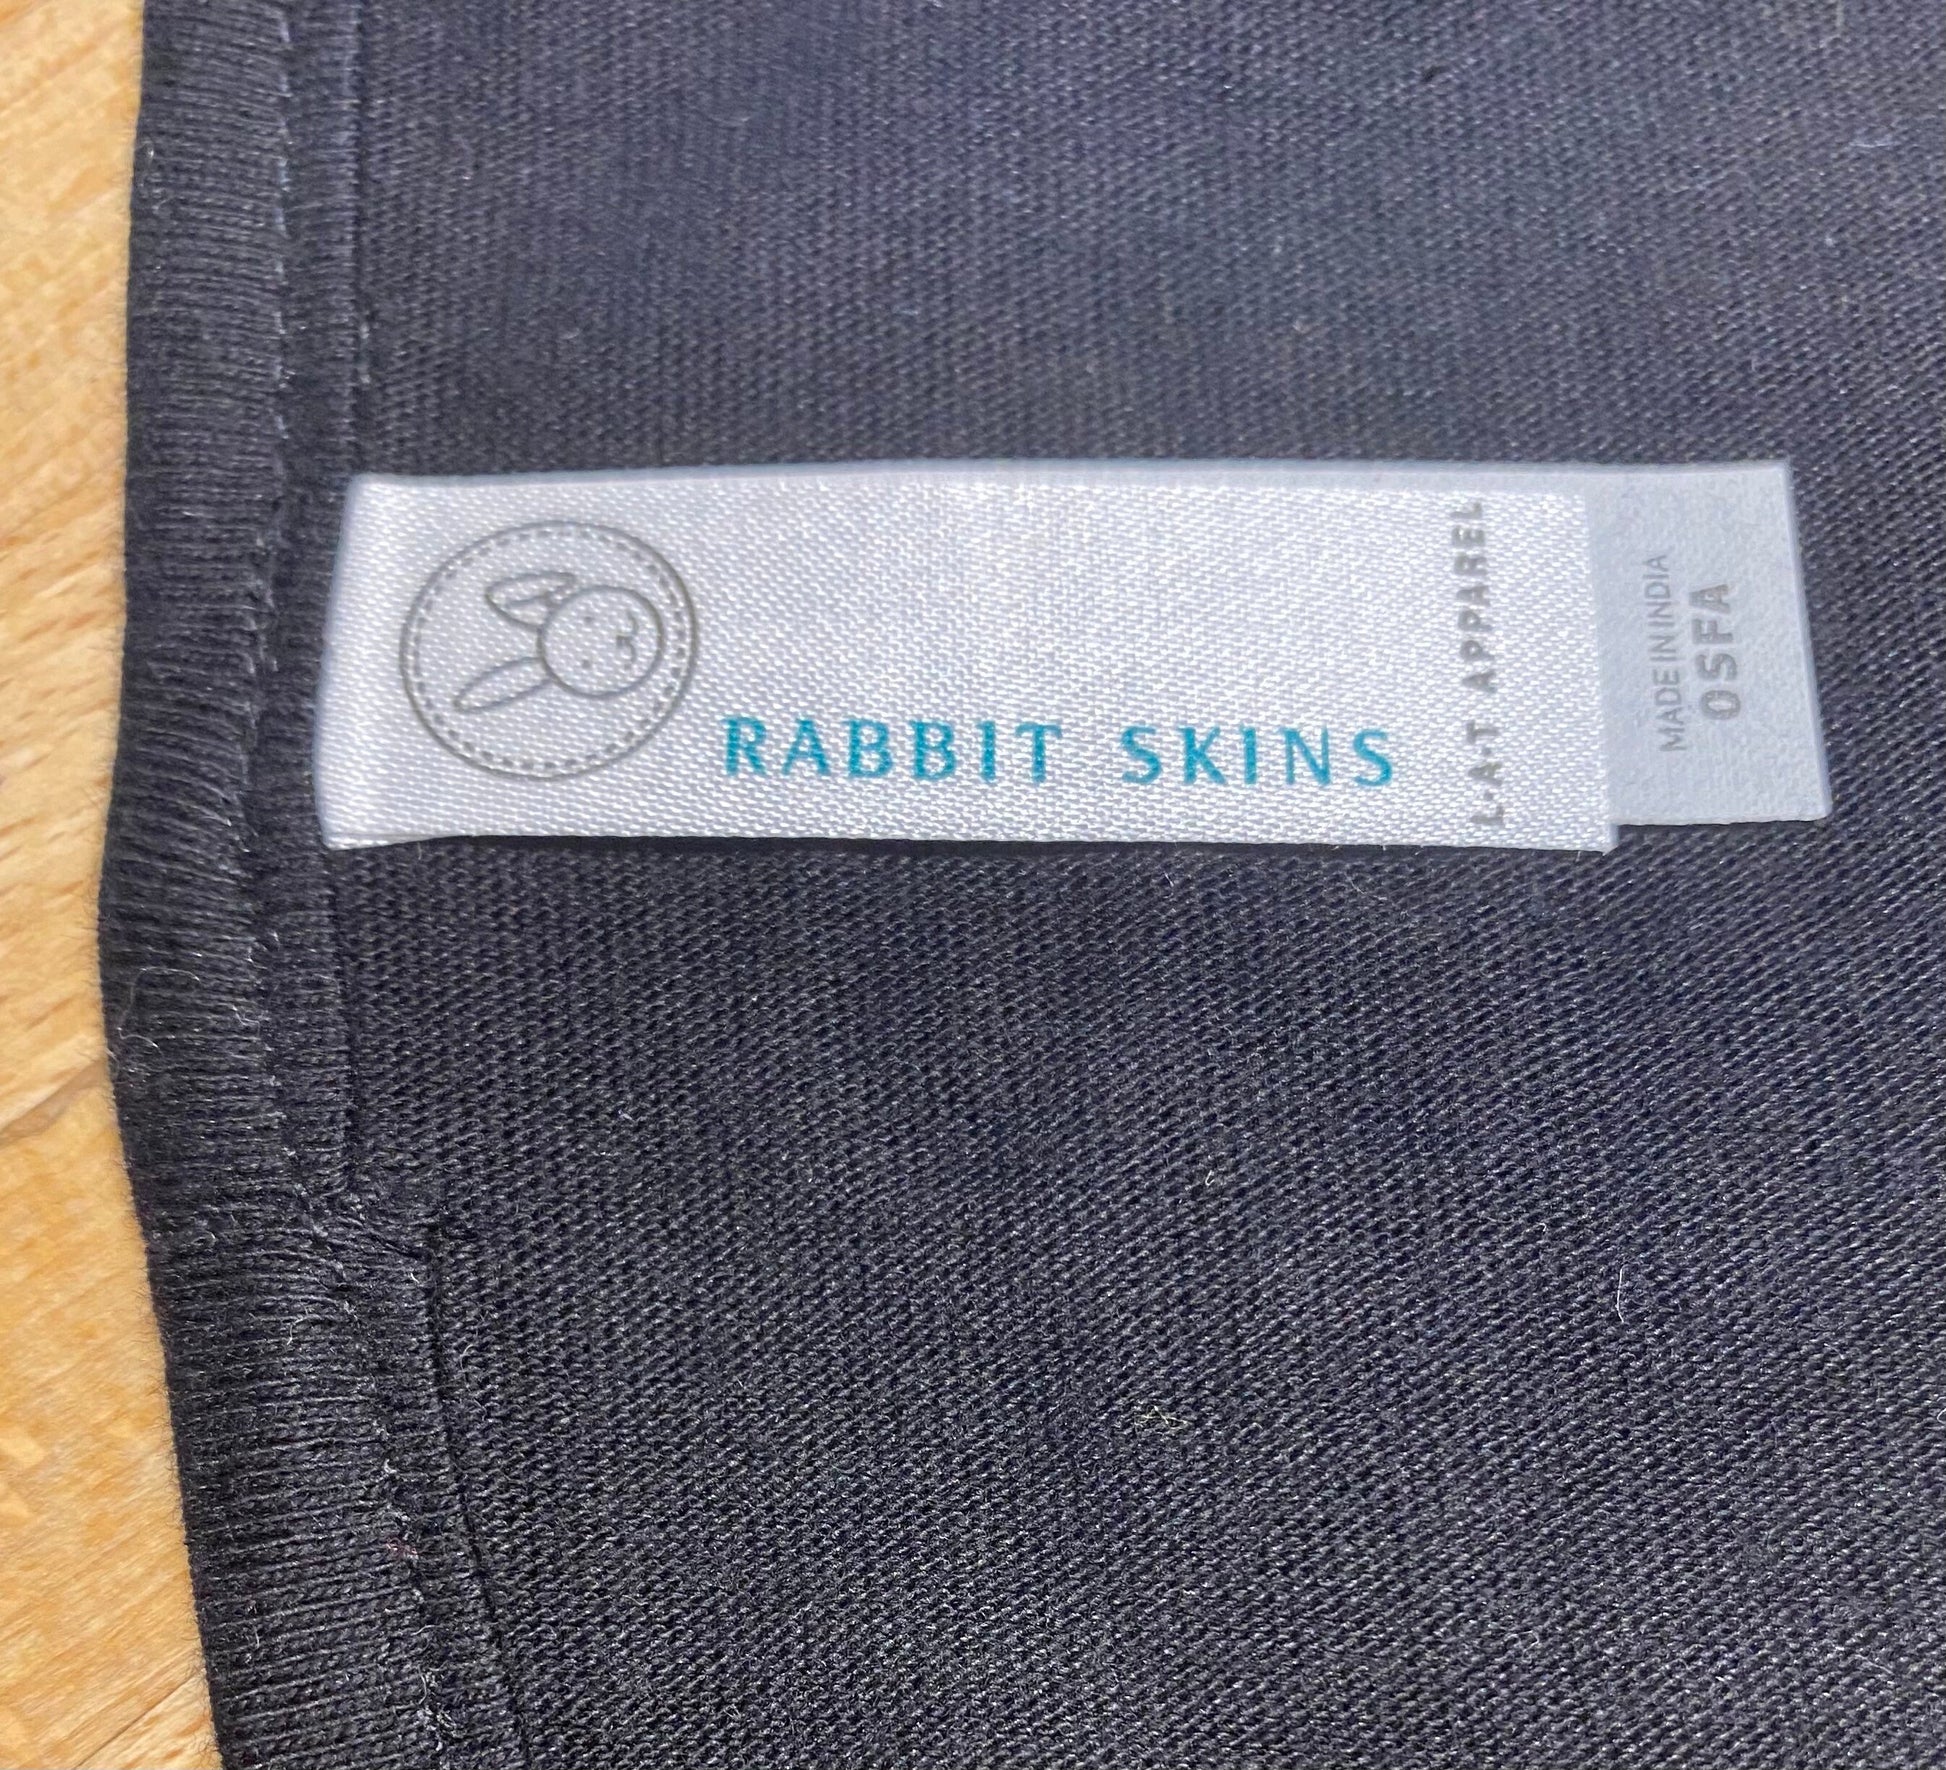 RABBIT SKINS
L·A·T APPAREL
MADE IN INDIA
OSFA